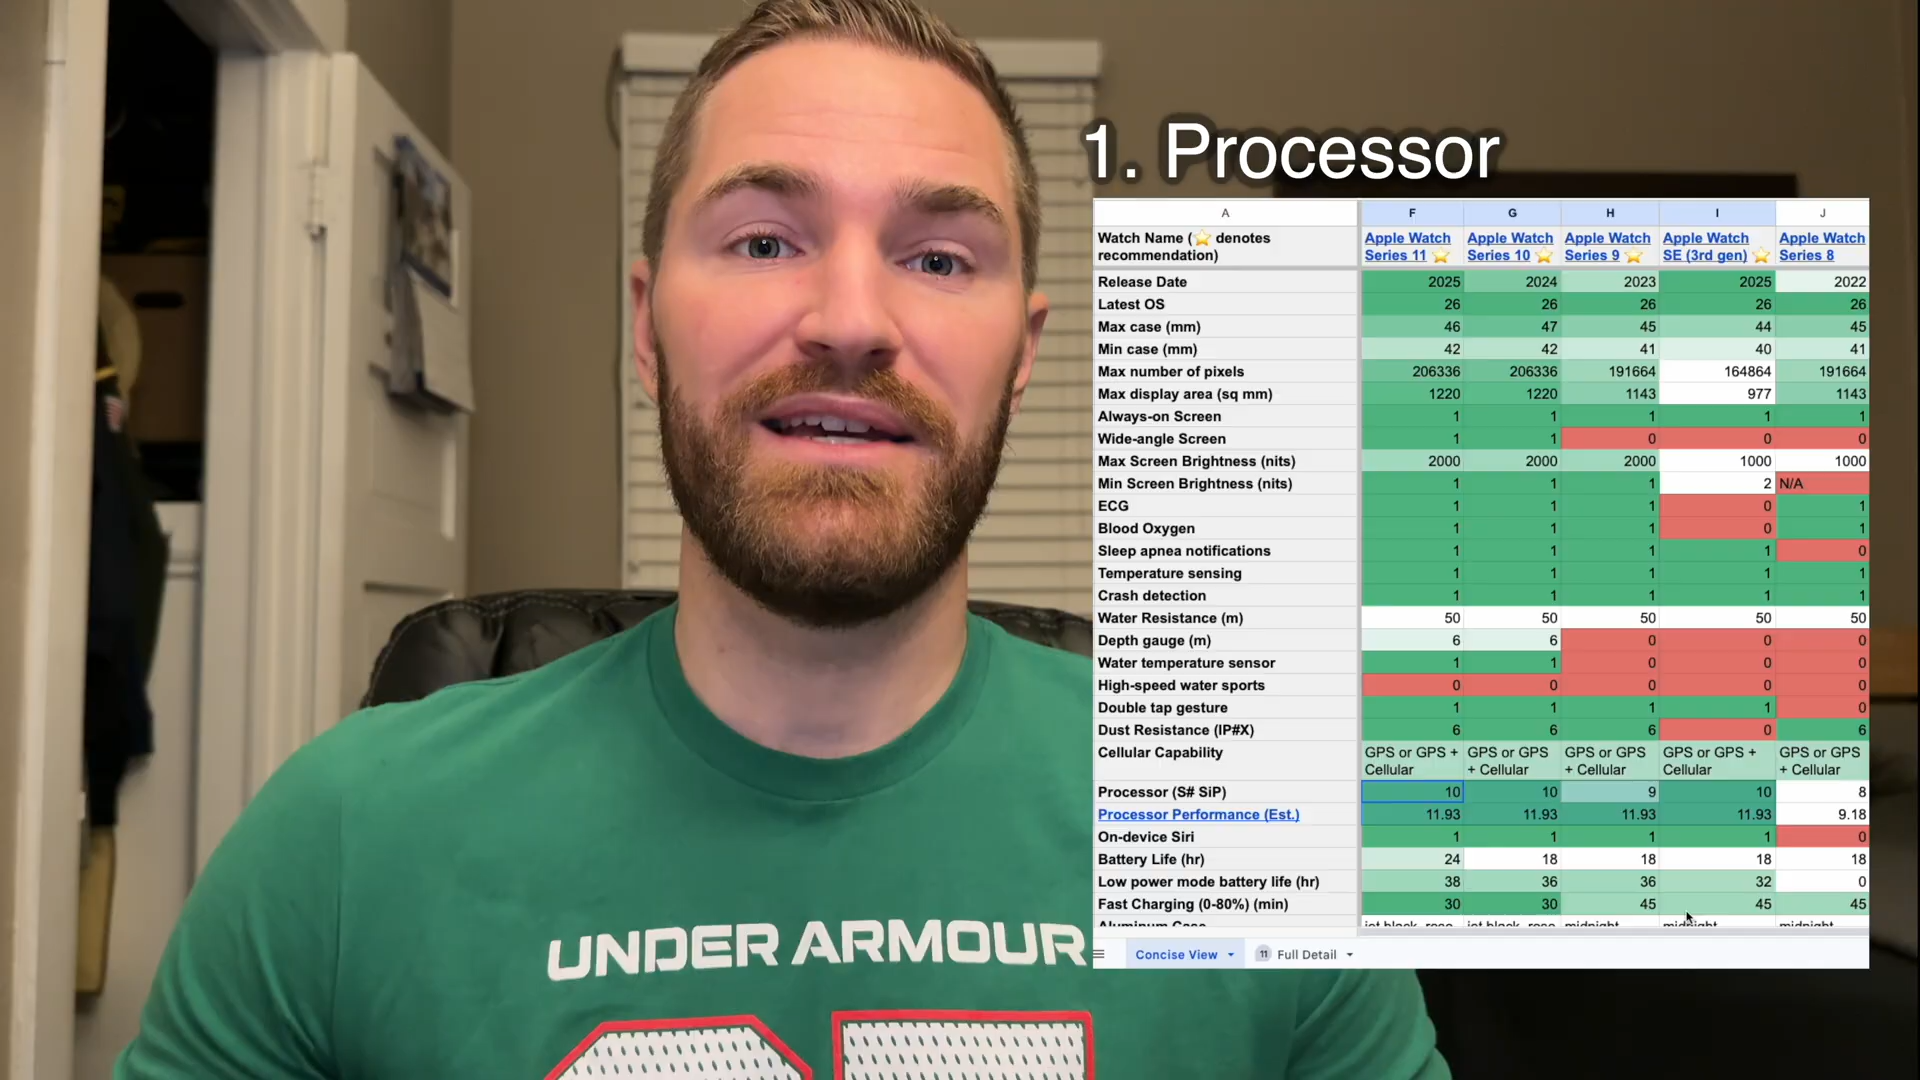 1. Processor
A F G H I J
Watch Name (⭐ denotes recommendation) Apple Watch Series 11 ⭐ Apple Watch Series 10 ⭐ Apple Watch Series 9 ⭐ Apple Watch SE (3rd gen) ⭐ Apple Watch Series 8
Release Date 2025 2024 2023 2025 2022
Latest OS 26 26 26 26 26
Max case (mm) 46 47 45 44 45
Min case (mm) 42 42 41 40 41
Max number of pixels 206336 206336 191664 164864 191664
Max display area (sq mm) 1220 1220 1143 977 1143
Always-on Screen 1 1 1 1 1
Wide-angle Screen 1 1 0 0 0
Max Screen Brightness (nits) 2000 2000 2000 1000 1000
Min Screen Brightness (nits) 1 1 1 2 N/A
ECG 1 1 1 0 1
Blood Oxygen 1 1 1 0 1
Sleep apnea notifications 1 1 1 1 0
Temperature sensing 1 1 1 1 1
Crash detection 1 1 1 1 1
Water Resistance (m) 50 50 50 50 50
Depth gauge (m) 6 6 0 0 0
Water temperature sensor 1 1 0 0 0
High-speed water sports 0 0 0 0 0
Double tap gesture 1 1 1 1 0
Dust Resistance (IP#X) 6 6 6 0 6
Cellular Capability GPS or GPS + Cellular GPS or GPS + Cellular GPS or GPS + Cellular GPS or GPS + Cellular GPS or GPS + Cellular
Processor (S# SiP) 10 10 9 10 8
Processor Performance (Est.) 11.93 11.93 11.93 11.93 9.18
On-device Siri 1 1 1 1 0
Battery Life (hr) 24 18 18 18 18
Low power mode battery life (hr) 38 36 36 32 0
Fast Charging (0-80%) (min) 30 30 45 45 45
Aluminum Case jet black, rose jet black, rose midnight midnight midnight
Concise View 11 Full Detail
UNDER ARMOUR